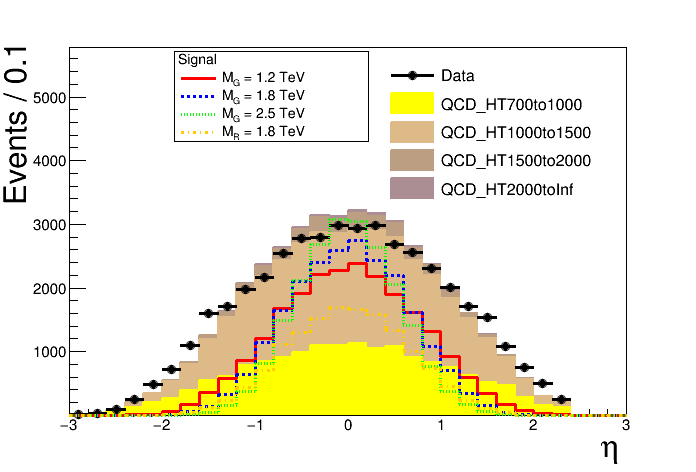 Events / 0.1
5000
4000
3000
2000
1000
Signal
M_G = 1.2 TeV
M_G = 1.8 TeV
M_G = 2.5 TeV
M_R = 1.8 TeV
Data
QCD_HT700to1000
QCD_HT1000to1500
QCD_HT1500to2000
QCD_HT2000toInf
−3 −2 −1 0 1 2 3
η